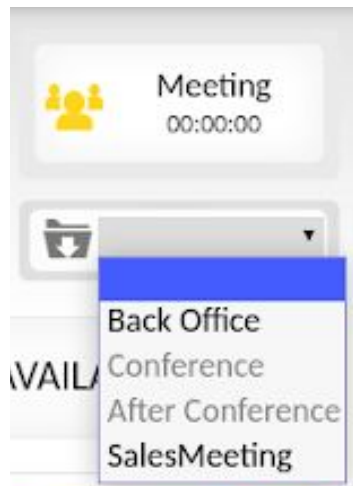 Meeting
00:00:00
Back Office
Conference
After Conference
SalesMeeting